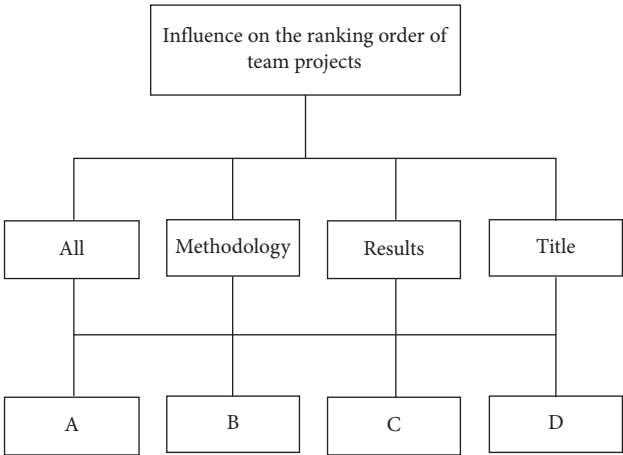 Influence on the ranking order of
team projects
All
Methodology
Results
Title
A
B
C
D